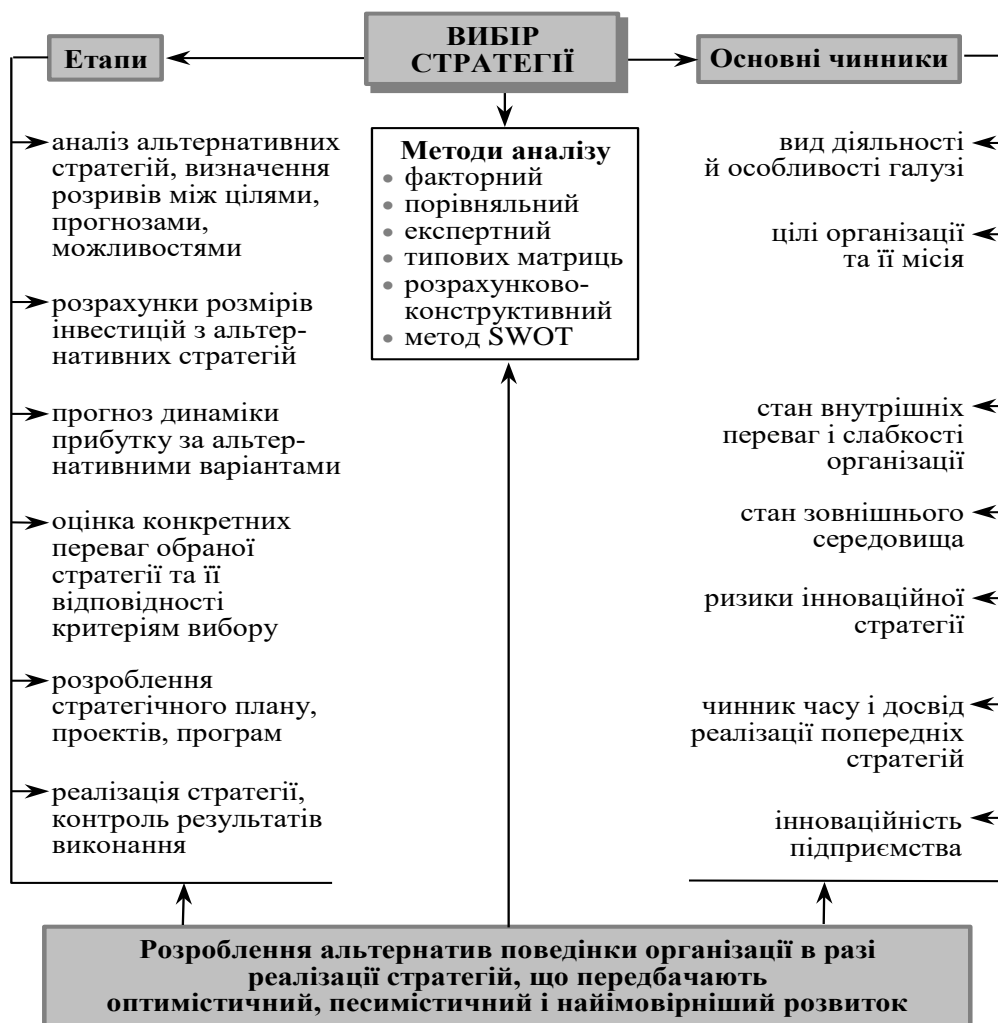 ВИБІР
СТРАТЕГІЇ
Етапи
аналіз альтернативних
стратегій, визначення
розривів між цілями,
прогнозами,
можливостями
розрахунки розмірів
інвестицій з альтер-
нативних стратегій
прогноз динаміки
прибутку за альтер-
нативними варіантами
оцінка конкретних
переваг обраної
стратегії та її
відповідності
критеріям вибору
розроблення
стратегічного плану,
проектів, програм
реалізація стратегії,
контроль результатів
виконання
Методи аналізу
• факторний
• порівняльний
• експертний
• типових матриць
• розрахунково-
конструктивний
• метод SWOT
Основні чинники
вид діяльності
й особливості галузі
цілі організації
та її місія
стан внутрішніх
переваг і слабкості
організації
стан зовнішнього
середовища
ризики інноваційної
стратегії
чинник часу і досвід
реалізації попередніх
стратегій
інноваційність
підприємства
Розроблення альтернатив поведінки організації в разі
реалізації стратегій, що передбачають
оптимістичний, песимістичний і найімовірніший розвиток